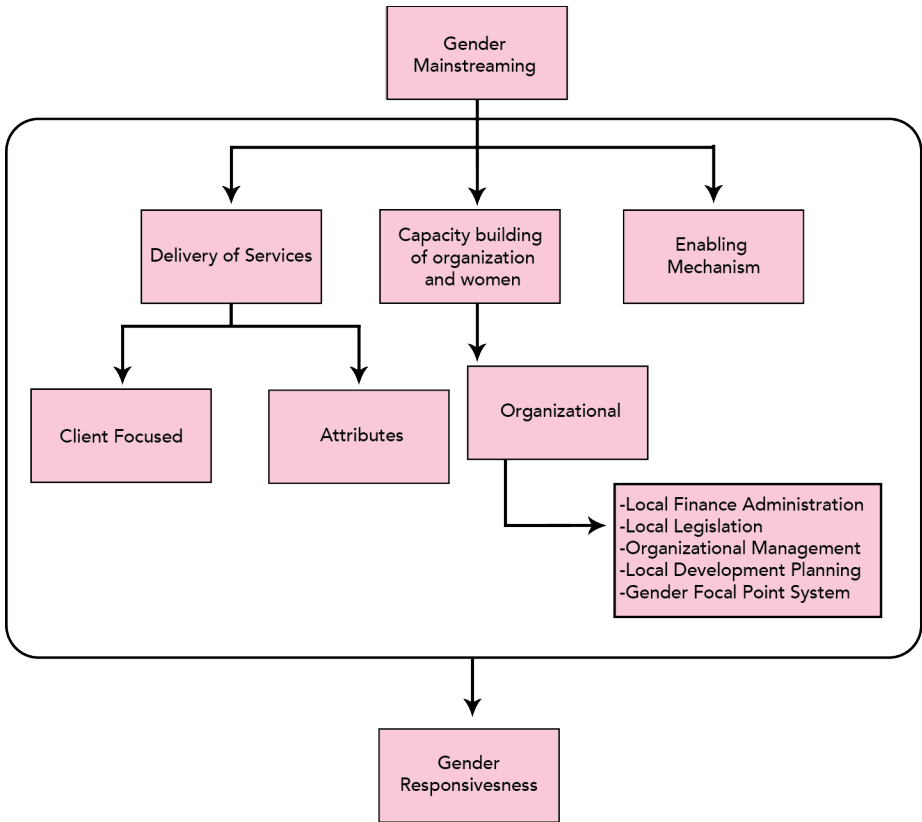 Gender
Mainstreaming
Delivery of Services
Capacity building
of organization
and women
Enabling
Mechanism
Client Focused
Attributes
Organizational
-Local Finance Administration
-Local Legislation
-Organizational Management
-Local Development Planning
-Gender Focal Point System
Gender
Responsivesness